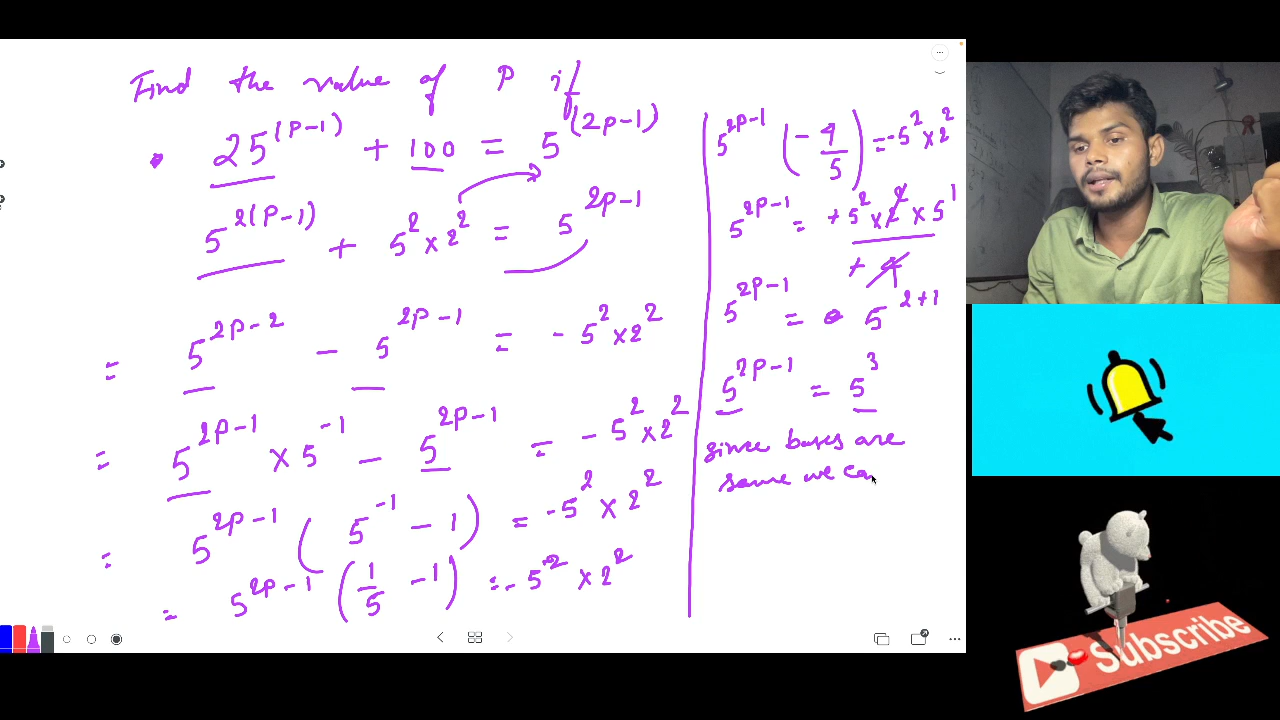 Find the value of P if
25^(P-1) + 100 = 5^(2P-1)
5^2(P-1) + 5^2 × 2^2 = 5^2P-1
= 5^2P-2 - 5^2P-1 = - 5^2 × 2^2
= 5^2P-1 × 5^-1 - 5^2P-1 = - 5^2 × 2^2
= 5^2P-1 ( 5^-1 - 1 ) = - 5^2 × 2^2
= 5^2P-1 ( 1/5 - 1 ) = - 5^2 × 2^2
5^2P-1 ( - 4/5 ) = - 5^2 × 2^2
5^2P-1 = + 5^2 × 2^2 × 5^1 / + 4
5^2P-1 = 5^2+1
5^2P-1 = 5^3
since bases are
same we ca
Subscribe